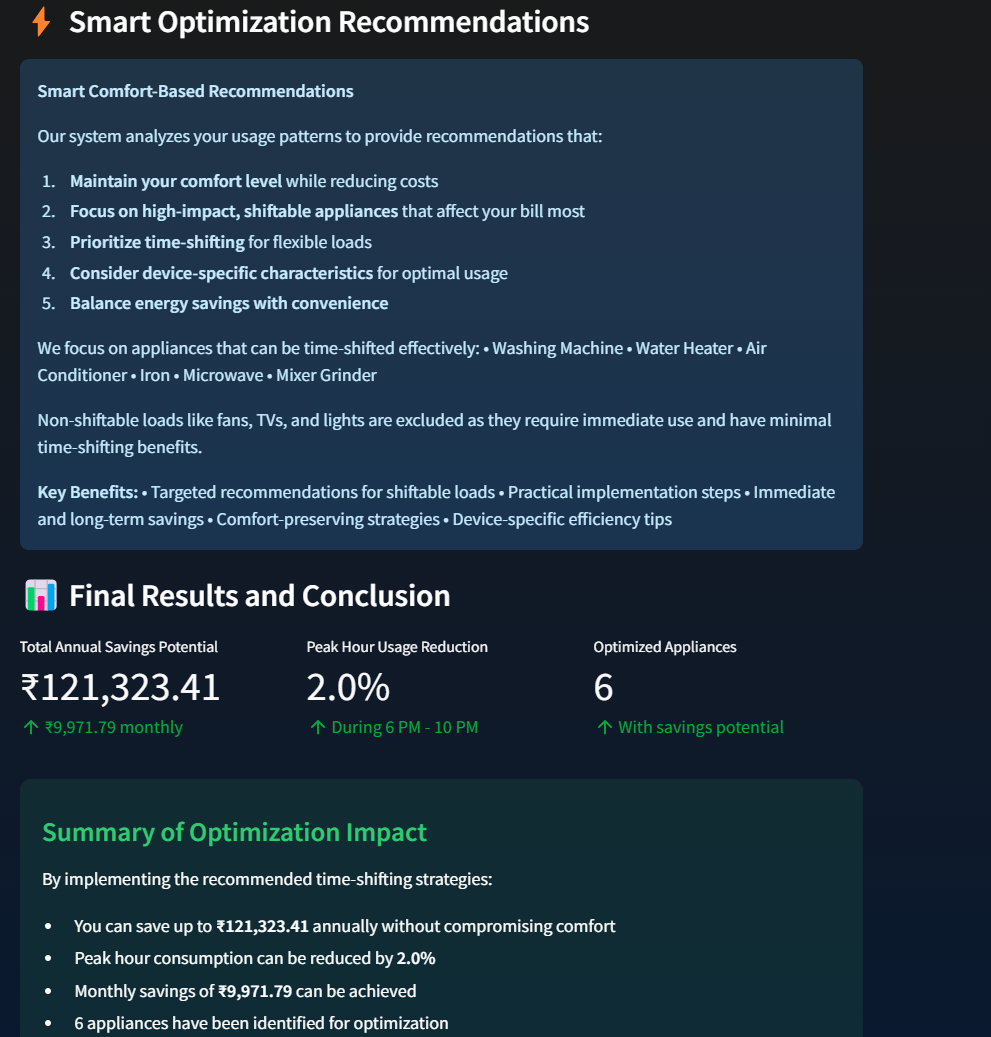 Smart Optimization Recommendations
Smart Comfort-Based Recommendations
Our system analyzes your usage patterns to provide recommendations that:
1. Maintain your comfort level while reducing costs
2. Focus on high-impact, shiftable appliances that affect your bill most
3. Prioritize time-shifting for flexible loads
4. Consider device-specific characteristics for optimal usage
5. Balance energy savings with convenience
We focus on appliances that can be time-shifted effectively: • Washing Machine • Water Heater • Air
Conditioner • Iron • Microwave • Mixer Grinder
Non-shiftable loads like fans, TVs, and lights are excluded as they require immediate use and have minimal
time-shifting benefits.
Key Benefits: • Targeted recommendations for shiftable loads • Practical implementation steps • Immediate
and long-term savings • Comfort-preserving strategies • Device-specific efficiency tips
Final Results and Conclusion
Total Annual Savings Potential
₹121,323.41
↑ ₹9,971.79 monthly
Peak Hour Usage Reduction
2.0%
↑ During 6 PM - 10 PM
Optimized Appliances
6
↑ With savings potential
Summary of Optimization Impact
By implementing the recommended time-shifting strategies:
• You can save up to ₹121,323.41 annually without compromising comfort
• Peak hour consumption can be reduced by 2.0%
• Monthly savings of ₹9,971.79 can be achieved
• 6 appliances have been identified for optimization